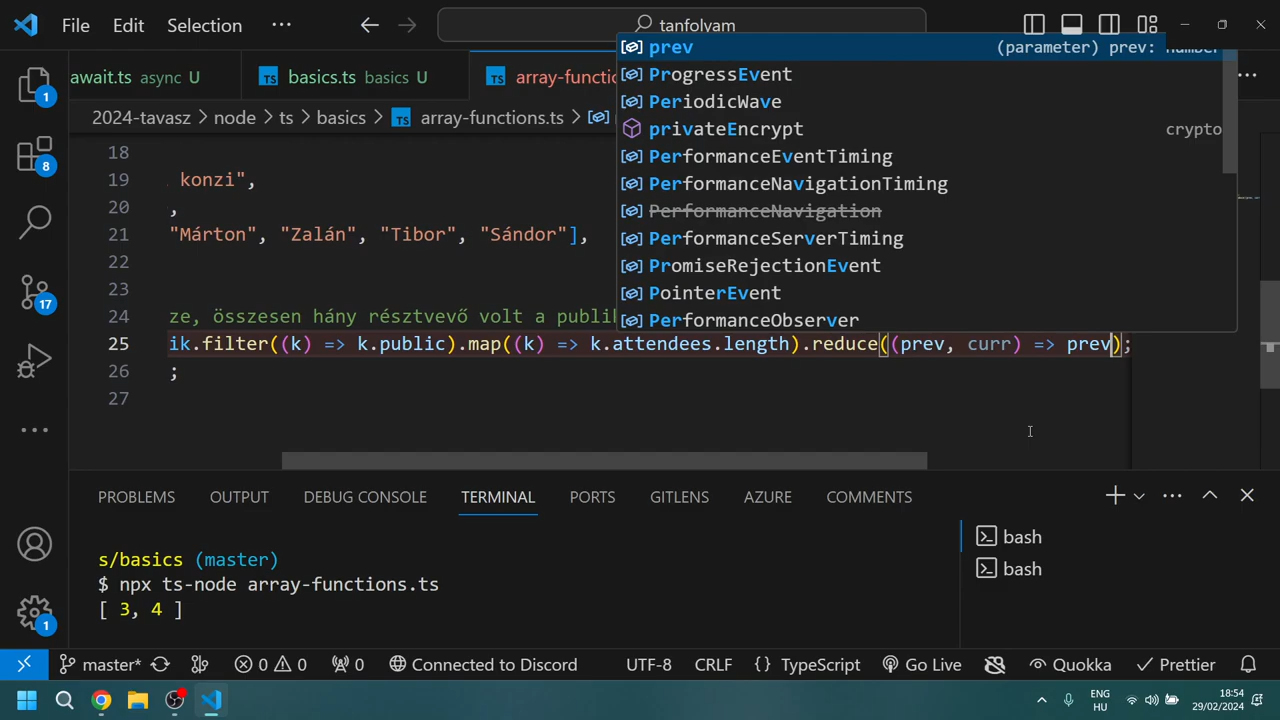 File Edit Selection ··· tanfolyam
await.ts async U basics.ts basics U array-functio
2024-tavasz > node > ts > basics > array-functions.ts >
prev (parameter) prev: number
ProgressEvent
PeriodicWave
privateEncrypt crypto
PerformanceEventTiming
PerformanceNavigationTiming
PerformanceNavigation
PerformanceServerTiming
PromiseRejectionEvent
PointerEvent
PerformanceObserver
18
19 konzi",
20 ,
21 "Márton", "Zalán", "Tibor", "Sándor"],
22
23
24 ze, összesen hány résztvevő volt a publi
25 ik.filter((k) => k.public).map((k) => k.attendees.length).reduce((prev, curr) => prev);
26 ;
27
PROBLEMS OUTPUT DEBUG CONSOLE TERMINAL PORTS GITLENS AZURE COMMENTS
s/basics (master)
$ npx ts-node array-functions.ts
[ 3, 4 ]
bash
bash
1
8
17
1
master* 0 0 0 Connected to Discord UTF-8 CRLF {} TypeScript Go Live Quokka Prettier
ENG
HU
18:54
29/02/2024